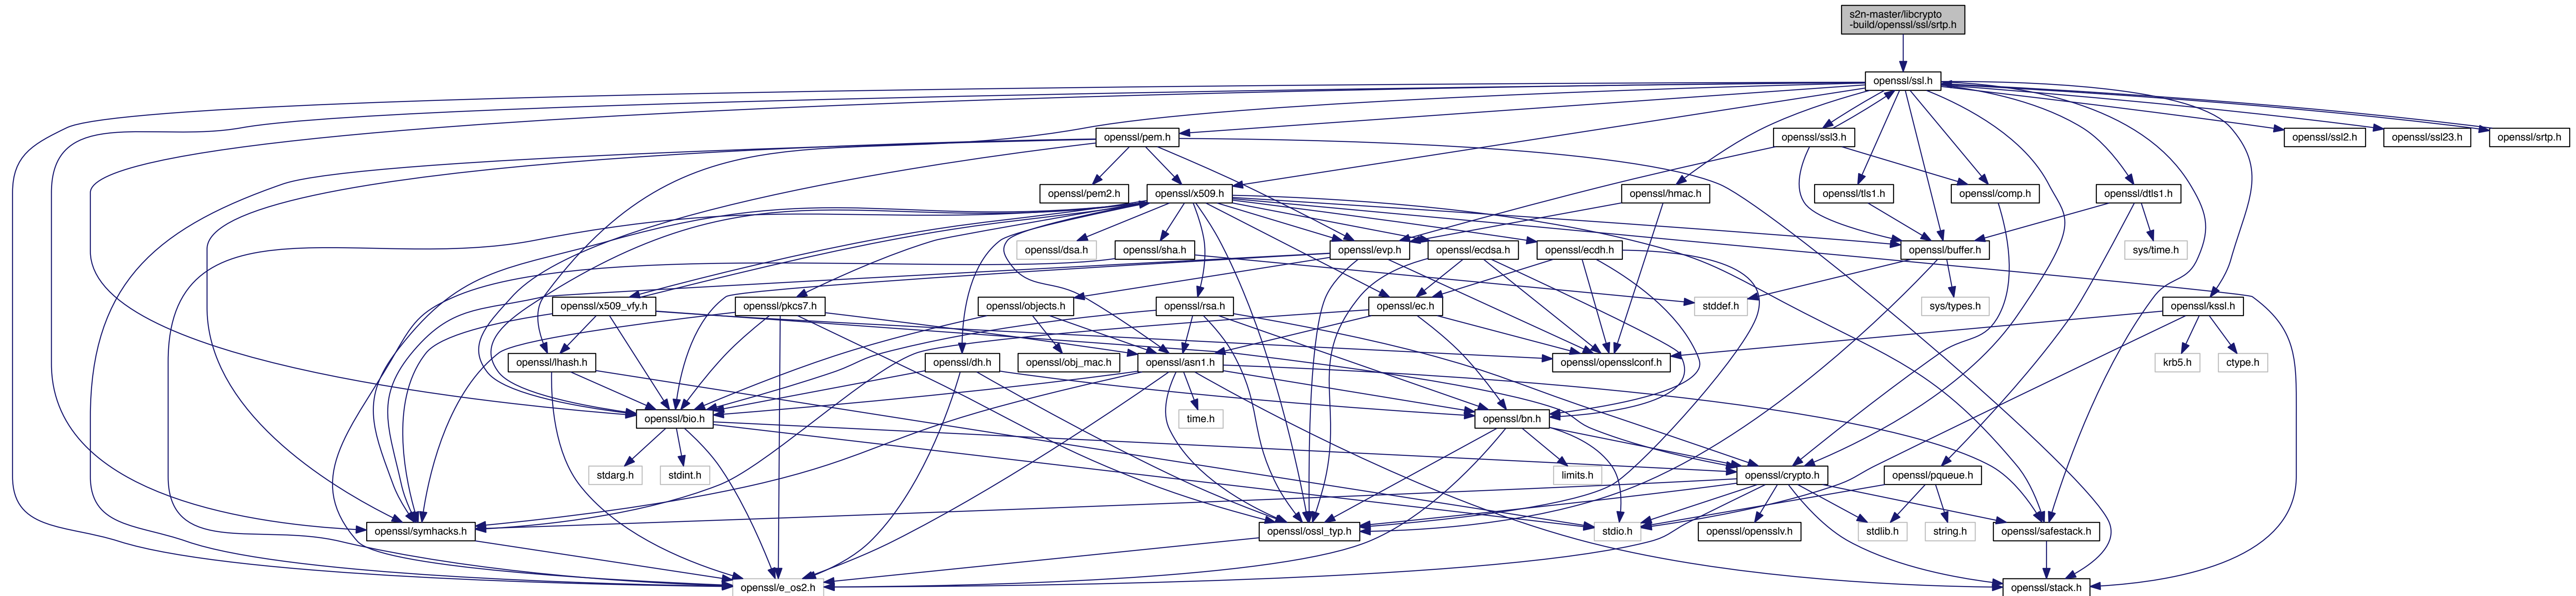 s2n-master/libcrypto
-build/openssl/ssl/srtp.h
openssl/ssl.h
openssl/pem.h
openssl/ssl3.h
openssl/ssl2.h
openssl/ssl23.h
openssl/srtp.h
openssl/pem2.h
openssl/x509.h
openssl/hmac.h
openssl/tls1.h
openssl/comp.h
openssl/dtls1.h
openssl/dsa.h
openssl/sha.h
openssl/evp.h
openssl/ecdsa.h
openssl/ecdh.h
openssl/buffer.h
sys/time.h
openssl/x509_vfy.h
openssl/pkcs7.h
openssl/objects.h
openssl/rsa.h
openssl/ec.h
stddef.h
sys/types.h
openssl/kssl.h
openssl/lhash.h
openssl/dh.h
openssl/obj_mac.h
openssl/asn1.h
openssl/opensslconf.h
krb5.h
ctype.h
openssl/bio.h
time.h
openssl/bn.h
stdarg.h
stdint.h
limits.h
openssl/crypto.h
openssl/pqueue.h
openssl/symhacks.h
openssl/ossl_typ.h
stdio.h
openssl/opensslv.h
stdlib.h
string.h
openssl/safestack.h
openssl/e_os2.h
openssl/stack.h